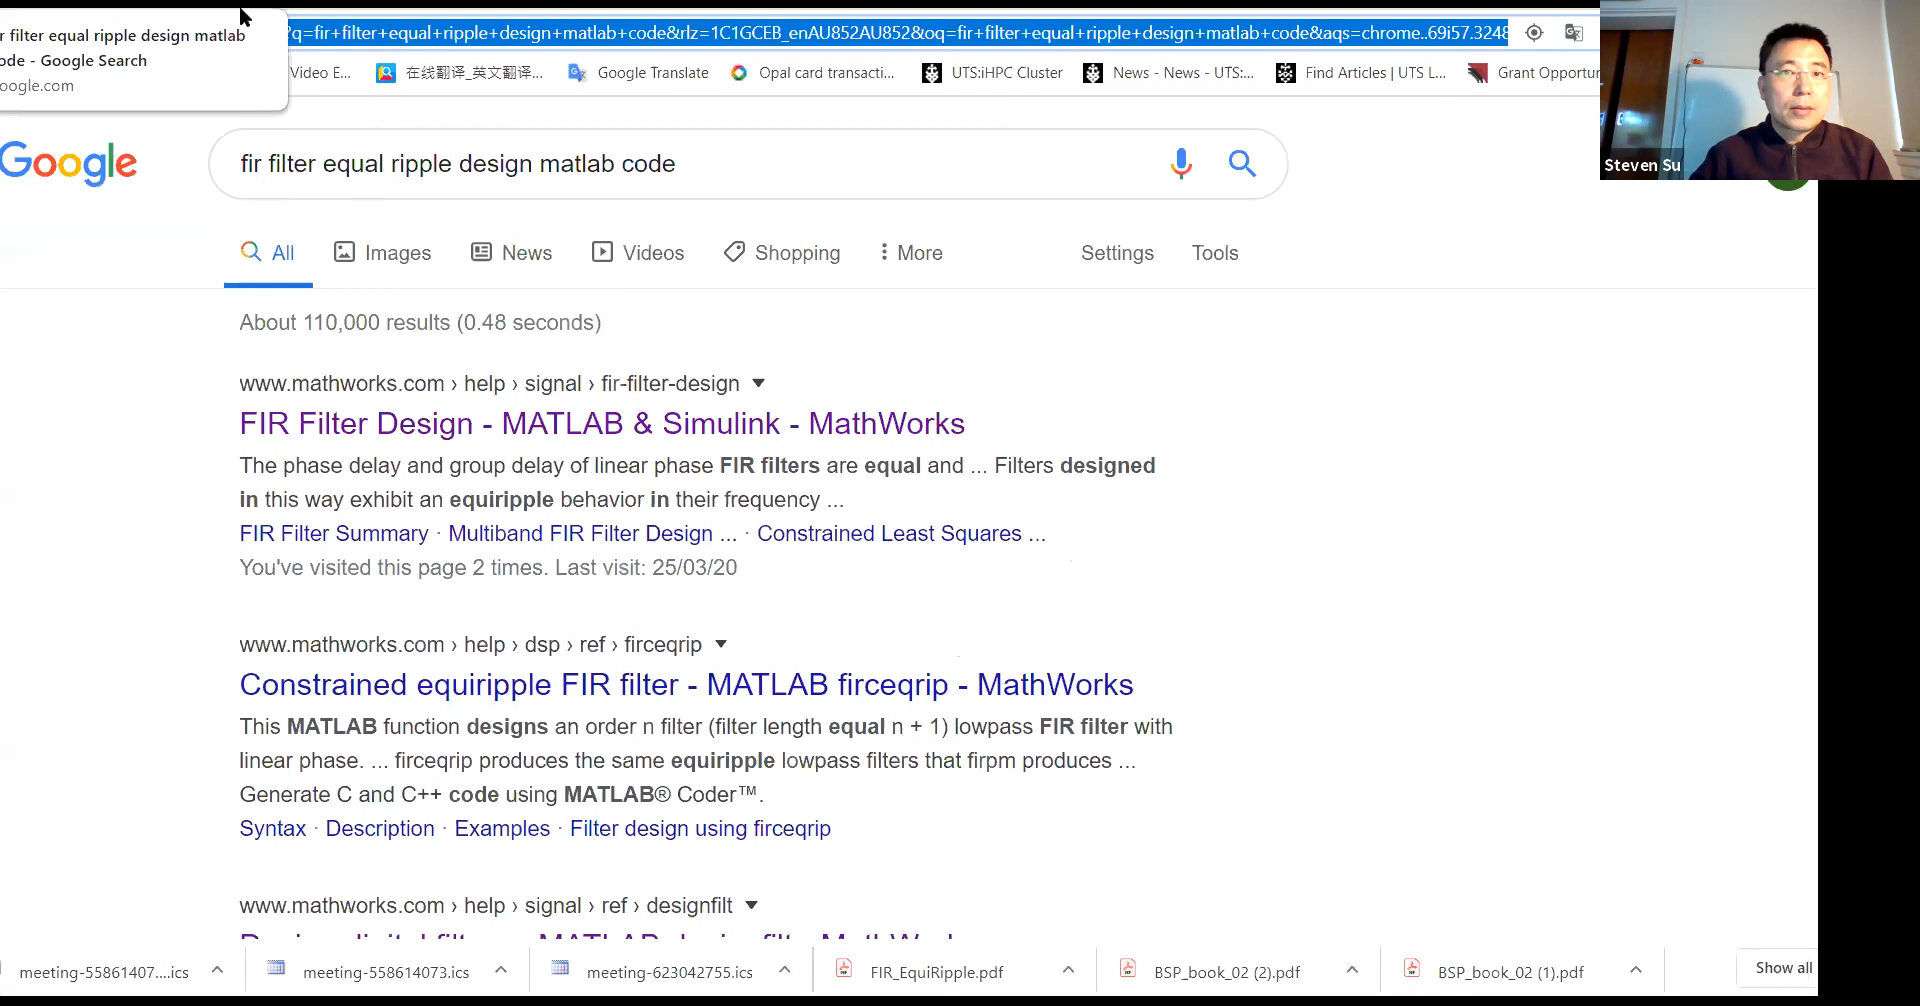 r filter equal ripple design matlab
ode - Google Search
oogle.com
?q=fir+filter+equal+ripple+design+matlab+code&rlz=1C1GCEB_enAU852AU852&oq=fir+filter+equal+ripple+design+matlab+code&aqs=chrome..69i57.3248
Video E... 在线翻译_英文翻译... Google Translate Opal card transacti... UTS:iHPC Cluster News - News - UTS:... Find Articles | UTS L... Grant Opportur
Steven Su
Google
fir filter equal ripple design matlab code
All Images News Videos Shopping More Settings Tools
About 110,000 results (0.48 seconds)
www.mathworks.com › help › signal › fir-filter-design
FIR Filter Design - MATLAB & Simulink - MathWorks
The phase delay and group delay of linear phase FIR filters are equal and ... Filters designed
in this way exhibit an equiripple behavior in their frequency ...
FIR Filter Summary · Multiband FIR Filter Design ... · Constrained Least Squares ...
You've visited this page 2 times. Last visit: 25/03/20
www.mathworks.com › help › dsp › ref › firceqrip
Constrained equiripple FIR filter - MATLAB firceqrip - MathWorks
This MATLAB function designs an order n filter (filter length equal n + 1) lowpass FIR filter with
linear phase. ... firceqrip produces the same equiripple lowpass filters that firpm produces ...
Generate C and C++ code using MATLAB® Coder™.
Syntax · Description · Examples · Filter design using firceqrip
www.mathworks.com › help › signal › ref › designfilt
meeting-55861407....ics meeting-558614073.ics meeting-623042755.ics FIR_EquiRipple.pdf BSP_book_02 (2).pdf BSP_book_02 (1).pdf Show all